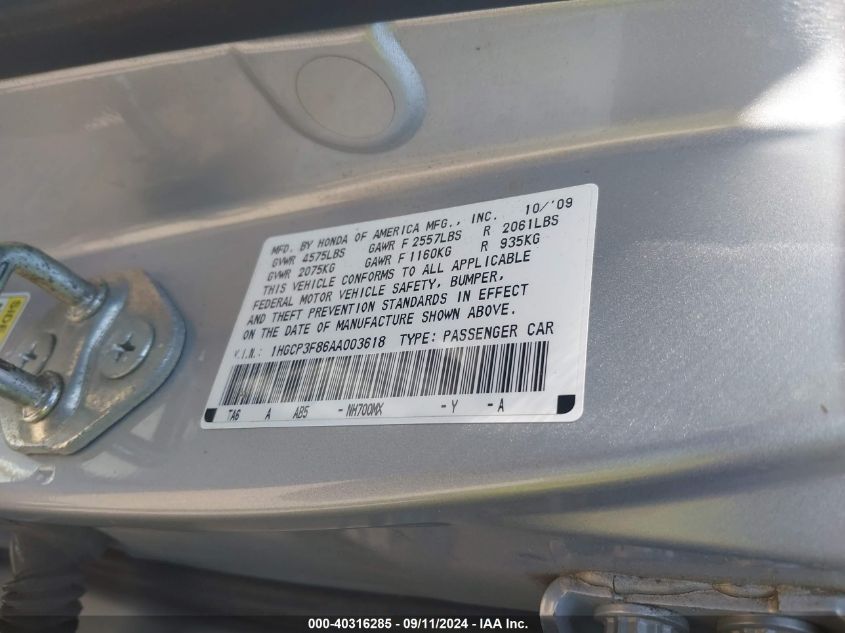 MFD. BY HONDA OF AMERICA MFG., INC. 10/'09
GVWR 4575LBS GAWR F 2557LBS R 2061LBS
GVWR 2075KG GAWR F 1160KG R 935KG
THIS VEHICLE CONFORMS TO ALL APPLICABLE
FEDERAL MOTOR VEHICLE SAFETY, BUMPER,
AND THEFT PREVENTION STANDARDS IN EFFECT
ON THE DATE OF MANUFACTURE SHOWN ABOVE.
V.I.N.: 1HGCP3F86AA003618 TYPE: PASSENGER CAR
TA6 A AB5 - NH700MX - Y - A
SIDE
000-40316285 - 09/11/2024 - IAA Inc.